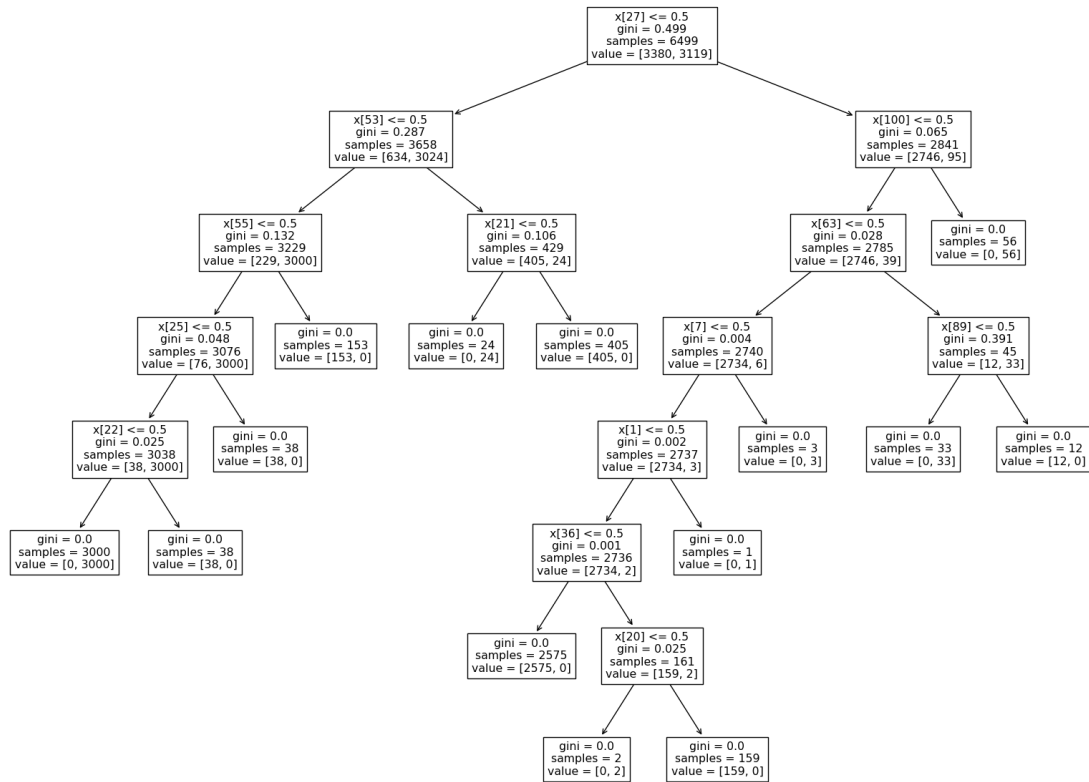 x[27] <= 0.5
gini = 0.499
samples = 6499
value = [3380, 3119]
x[53] <= 0.5
gini = 0.287
samples = 3658
value = [634, 3024]
x[100] <= 0.5
gini = 0.065
samples = 2841
value = [2746, 95]
x[55] <= 0.5
gini = 0.132
samples = 3229
value = [229, 3000]
x[21] <= 0.5
gini = 0.106
samples = 429
value = [405, 24]
x[63] <= 0.5
gini = 0.028
samples = 2785
value = [2746, 39]
gini = 0.0
samples = 56
value = [0, 56]
x[25] <= 0.5
gini = 0.048
samples = 3076
value = [76, 3000]
gini = 0.0
samples = 153
value = [153, 0]
gini = 0.0
samples = 24
value = [0, 24]
gini = 0.0
samples = 405
value = [405, 0]
x[7] <= 0.5
gini = 0.004
samples = 2740
value = [2734, 6]
x[89] <= 0.5
gini = 0.391
samples = 45
value = [12, 33]
x[22] <= 0.5
gini = 0.025
samples = 3038
value = [38, 3000]
gini = 0.0
samples = 38
value = [38, 0]
x[1] <= 0.5
gini = 0.002
samples = 2737
value = [2734, 3]
gini = 0.0
samples = 3
value = [0, 3]
gini = 0.0
samples = 33
value = [0, 33]
gini = 0.0
samples = 12
value = [12, 0]
gini = 0.0
samples = 3000
value = [0, 3000]
gini = 0.0
samples = 38
value = [38, 0]
x[36] <= 0.5
gini = 0.001
samples = 2736
value = [2734, 2]
gini = 0.0
samples = 1
value = [0, 1]
gini = 0.0
samples = 2575
value = [2575, 0]
x[20] <= 0.5
gini = 0.025
samples = 161
value = [159, 2]
gini = 0.0
samples = 2
value = [0, 2]
gini = 0.0
samples = 159
value = [159, 0]